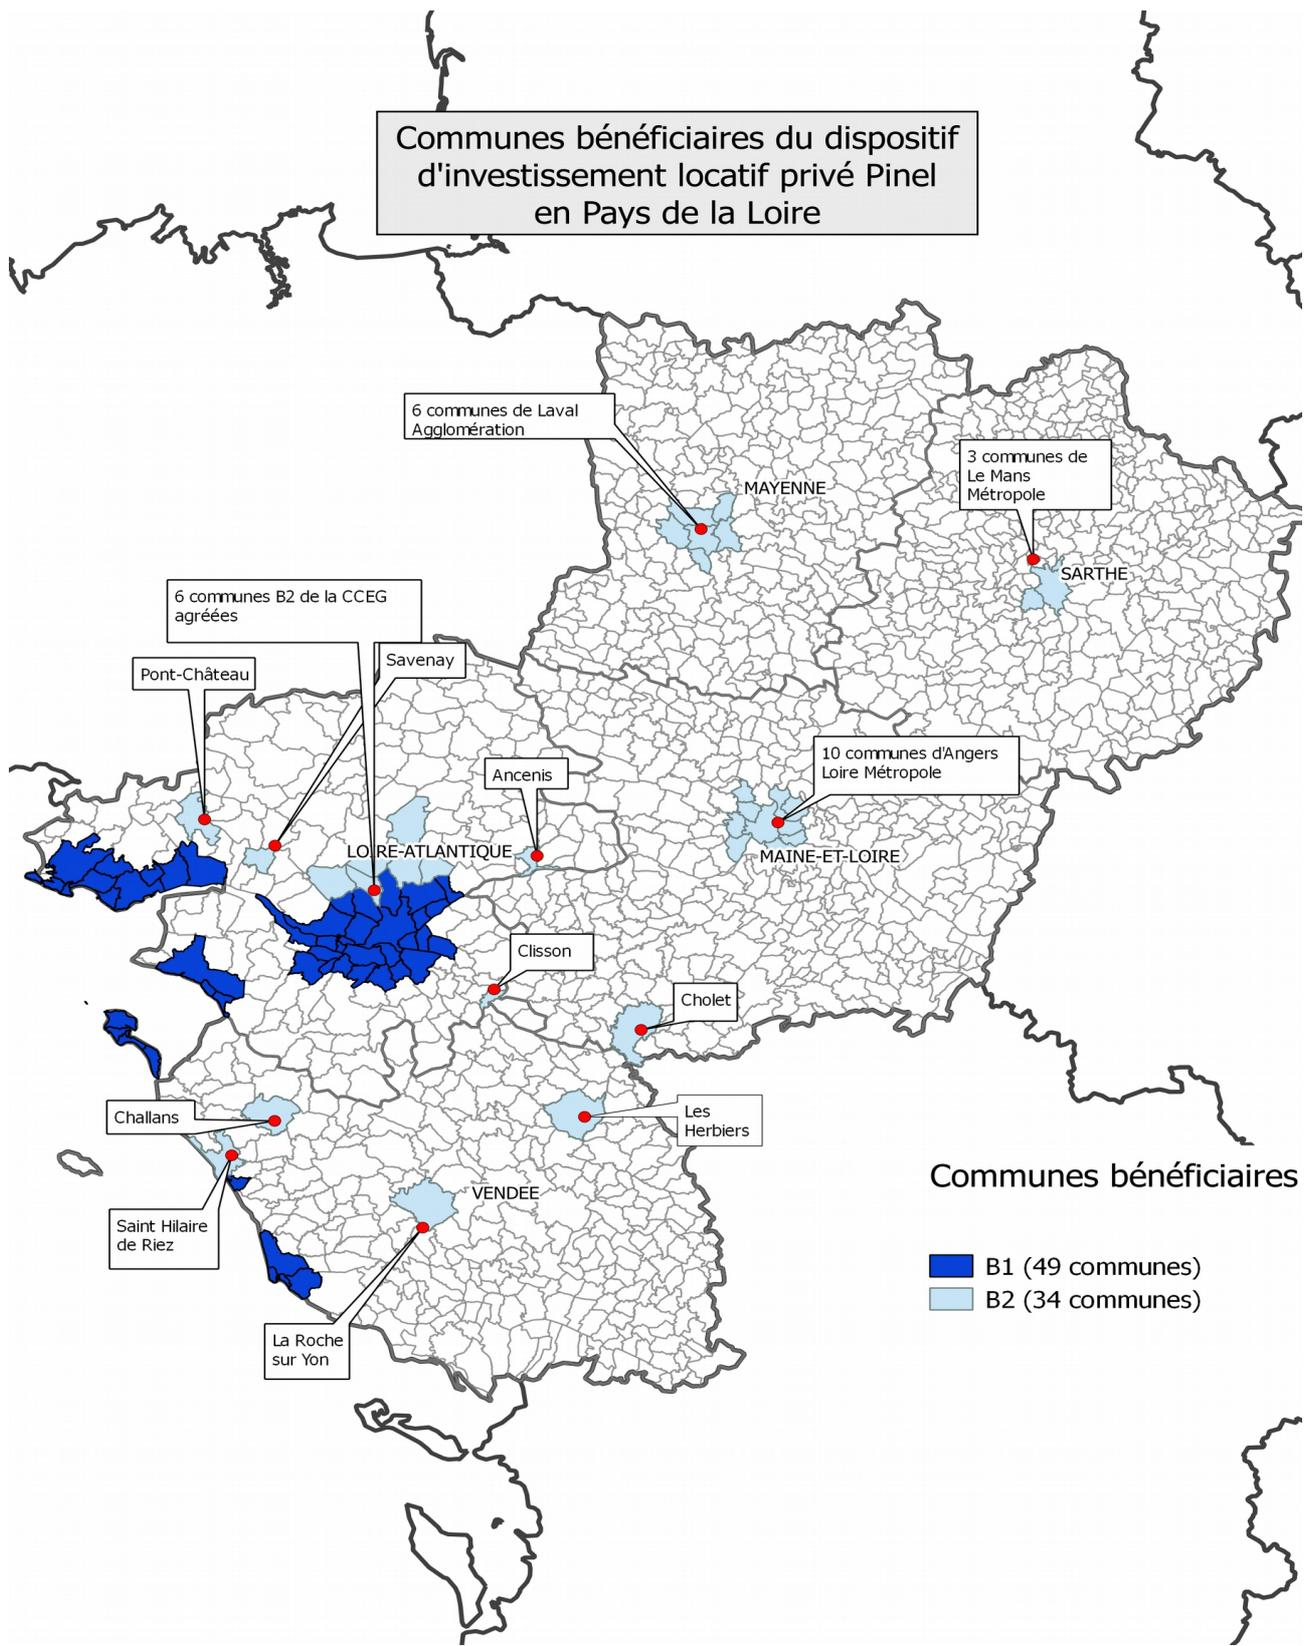 Communes bénéficiaires du dispositif
d'investissement locatif privé Pinel
en Pays de la Loire
6 communes de Laval
Agglomération
MAYENNE
3 communes de
Le Mans
Métropole
SARTHE
6 communes B2 de la CCEG
agréées
Savenay
Pont-Château
Ancenis
10 communes d'Angers
Loire Métropole
LOIRE-ATLANTIQUE
MAINE-ET-LOIRE
Clisson
Cholet
Challans
Les
Herbiers
VENDEE
Saint Hilaire
de Riez
La Roche
sur Yon
Communes bénéficiaires
B1 (49 communes)
B2 (34 communes)